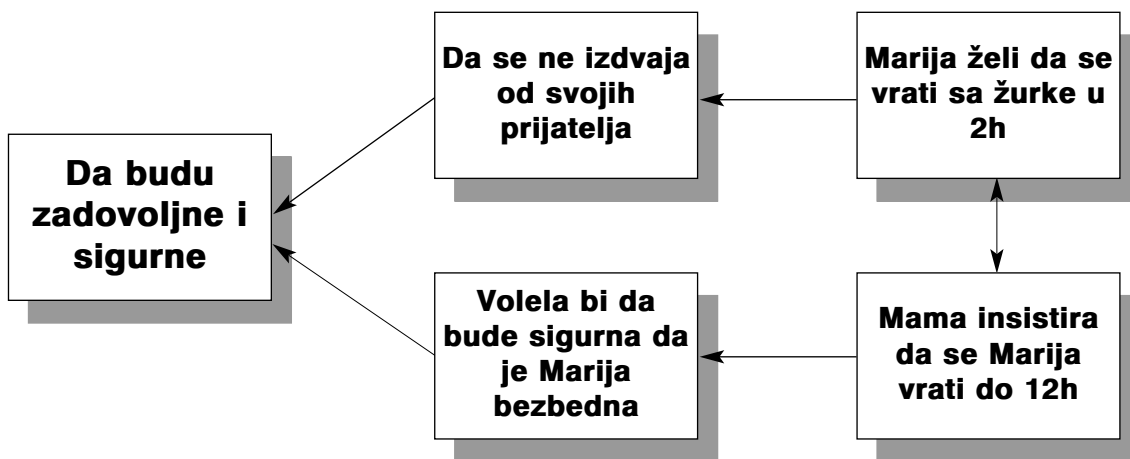 Da budu
zadovoljne i
sigurne
Da se ne izdvaja
od svojih
prijatelja
Marija želi da se
vrati sa žurke u
2h
Volela bi da
bude sigurna da
je Marija
bezbedna
Mama insistira
da se Marija
vrati do 12h